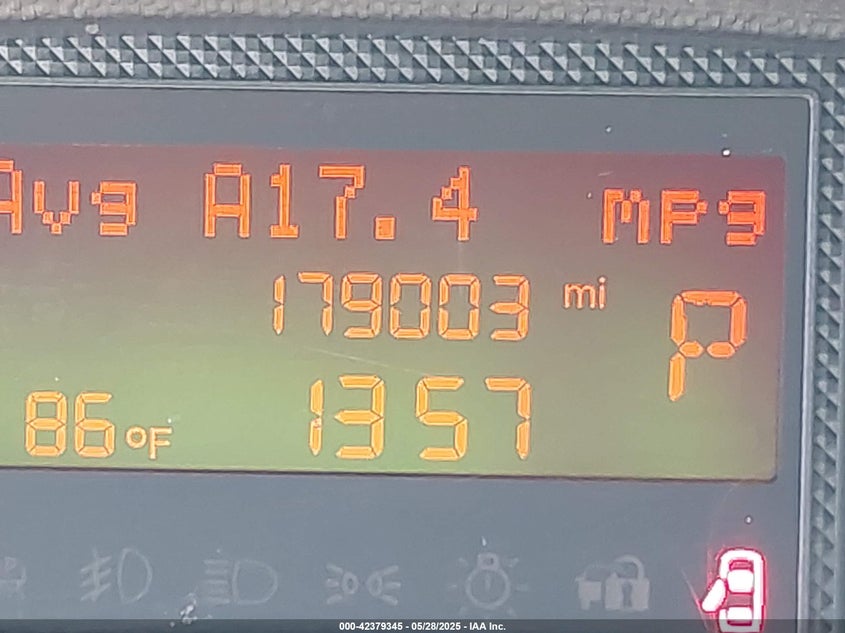 Avg A17.4 mpg
179003 mi
P
86°F 1357
000-42379345 - 05/28/2025 - IAA Inc.